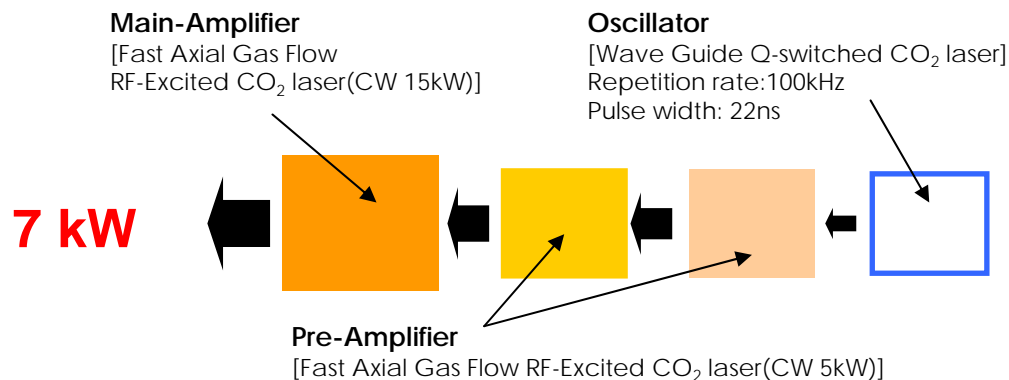 Main-Amplifier
[Fast Axial Gas Flow
RF-Excited CO₂ laser(CW 15kW)]
Oscillator
[Wave Guide Q-switched CO₂ laser]
Repetition rate:100kHz
Pulse width: 22ns
7 kW
Pre-Amplifier
[Fast Axial Gas Flow RF-Excited CO₂ laser(CW 5kW)]